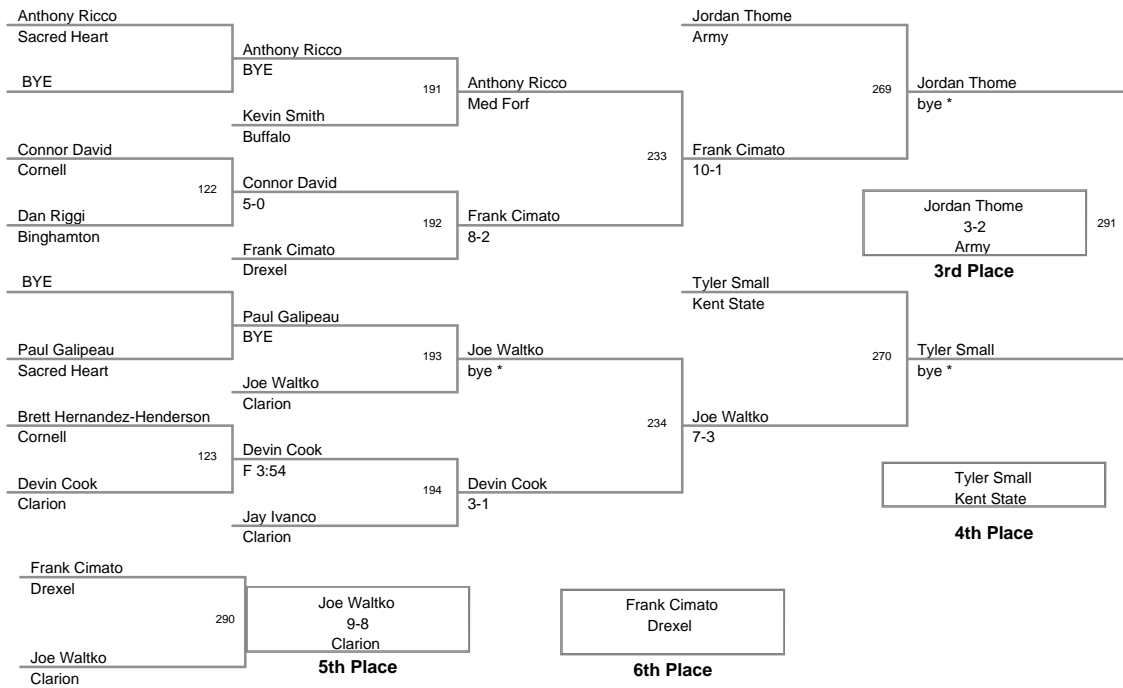 Anthony Ricco
Sacred Heart
BYE
Connor David
Cornell
Dan Riggi
Binghamton
BYE
Paul Galipeau
Sacred Heart
Brett Hernandez-Henderson
Cornell
Devin Cook
Clarion
122
123
Anthony Ricco
BYE
Kevin Smith
Buffalo
Connor David
5-0
Frank Cimato
Drexel
Paul Galipeau
BYE
Joe Waltko
Clarion
Devin Cook
F 3:54
Jay Ivanco
Clarion
191
192
193
194
Anthony Ricco
Med Forf
Frank Cimato
8-2
Joe Waltko
bye *
Devin Cook
3-1
233
234
Jordan Thome
Army
Frank Cimato
10-1
Tyler Small
Kent State
Joe Waltko
7-3
269
270
Jordan Thome
bye *
Tyler Small
bye *
Jordan Thome
3-2
Army
291
3rd Place
Tyler Small
Kent State
4th Place
Frank Cimato
Drexel
290
Joe Waltko
Clarion
Joe Waltko
9-8
Clarion
5th Place
Frank Cimato
Drexel
6th Place